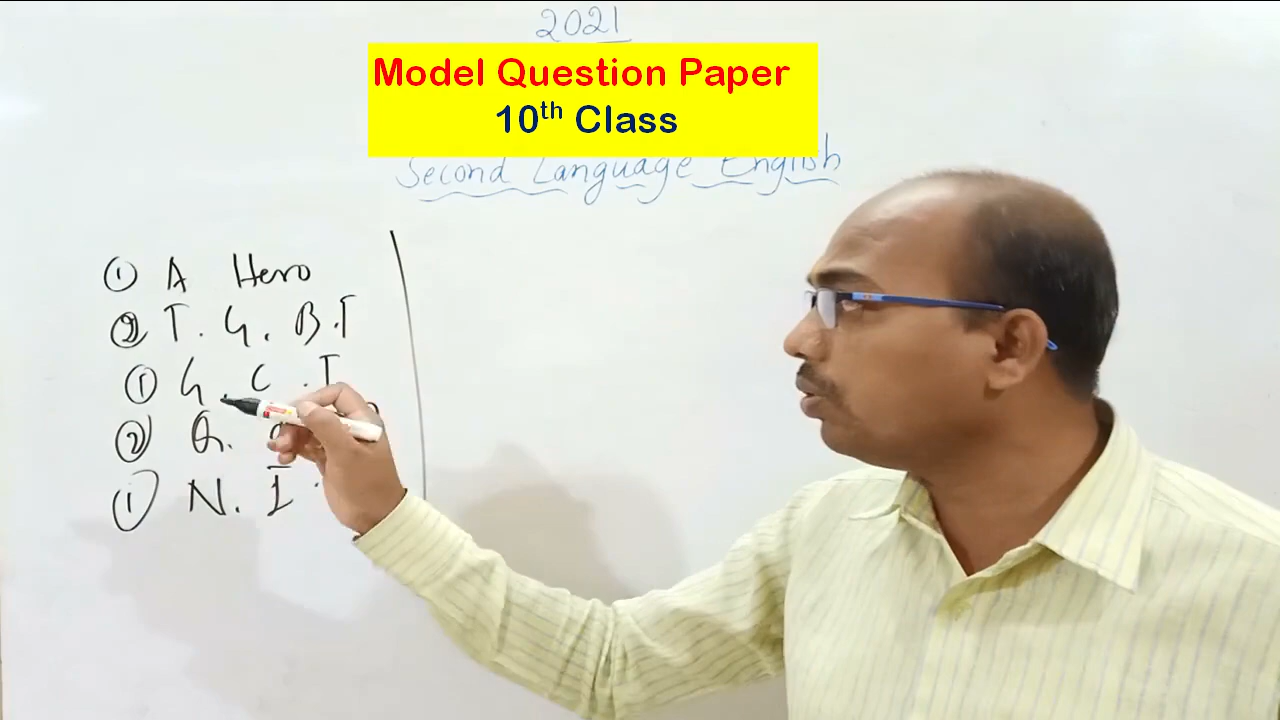 2021
Model Question Paper
10th Class
Second Language English
① A Hero
② T. G. B. T
① G. C. I
② Q.
① N. I.